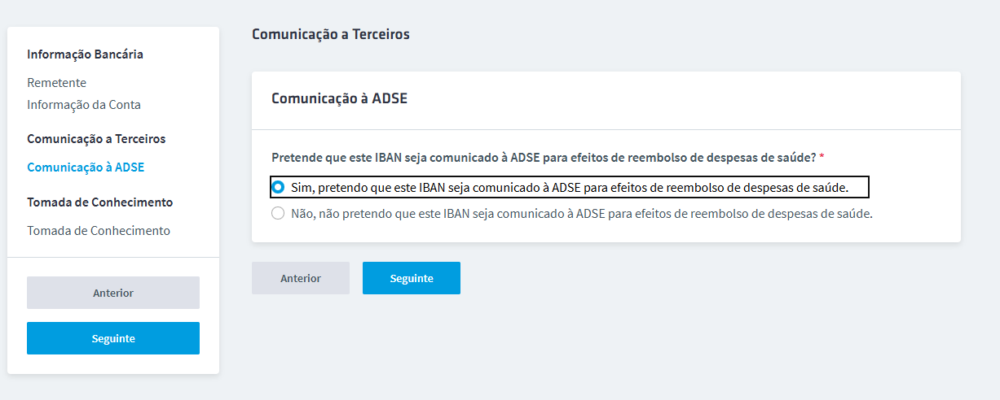 Informação Bancária
Remetente
Informação da Conta
Comunicação a Terceiros
Comunicação à ADSE
Tomada de Conhecimento
Tomada de Conhecimento
Anterior
Seguinte
Comunicação a Terceiros
Comunicação à ADSE
Pretende que este IBAN seja comunicado à ADSE para efeitos de reembolso de despesas de saúde? *
Sim, pretendo que este IBAN seja comunicado à ADSE para efeitos de reembolso de despesas de saúde.
Não, não pretendo que este IBAN seja comunicado à ADSE para efeitos de reembolso de despesas de saúde.
Anterior
Seguinte